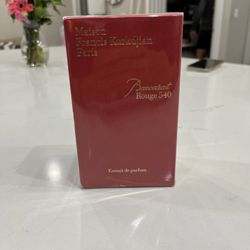 Maison
Francis Kurkdjian
Paris
Baccarat
Rouge 540
Extrait de parfum